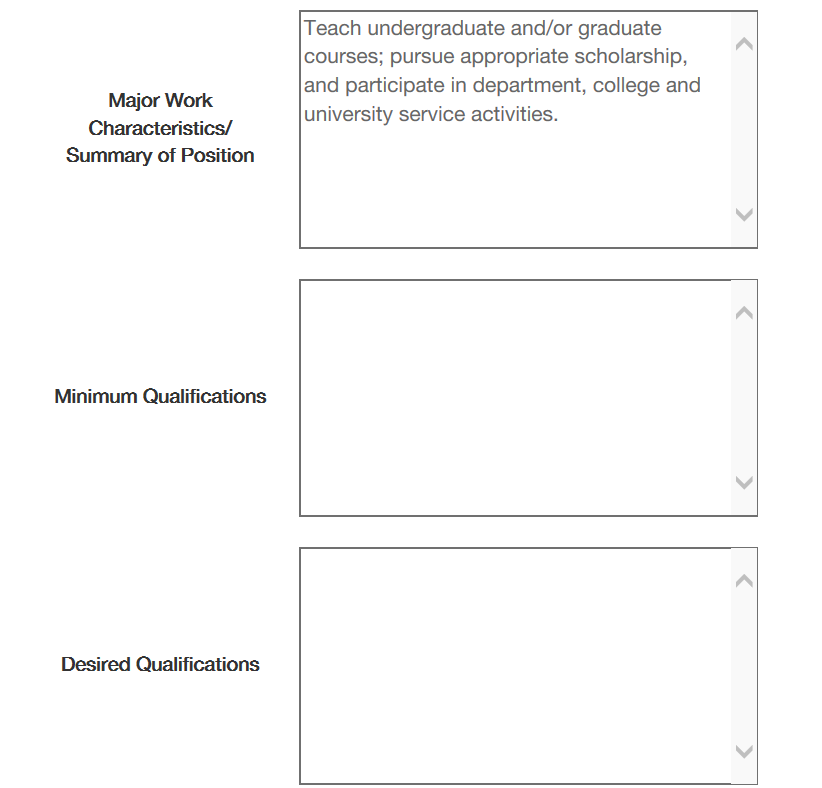 Major Work
Characteristics/
Summary of Position
Teach undergraduate and/or graduate
courses; pursue appropriate scholarship,
and participate in department, college and
university service activities.
Minimum Qualifications
Desired Qualifications